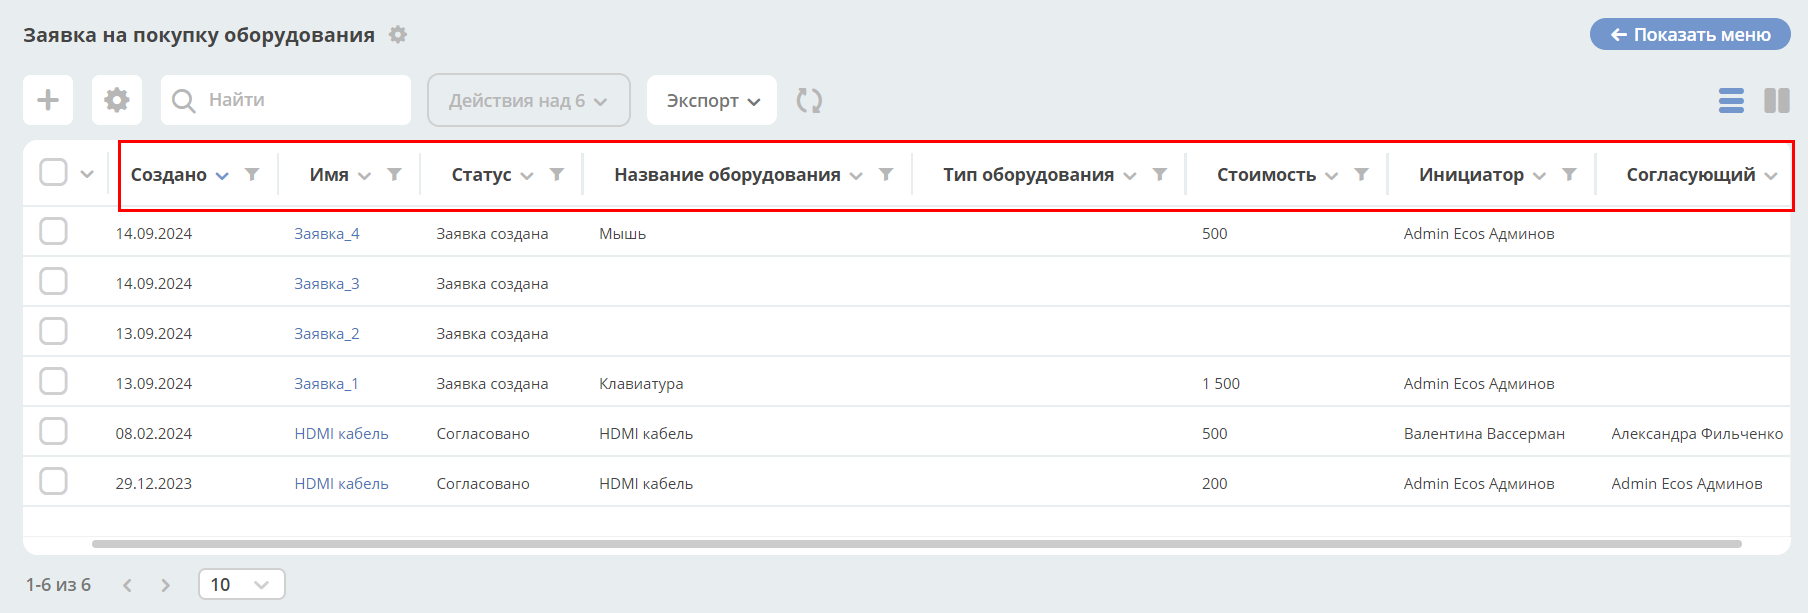 Заявка на покупку оборудования
Показать меню
Найти
Действия над 6
Экспорт
Создано Имя Статус Название оборудования Тип оборудования Стоимость Инициатор Согласующий
14.09.2024 Заявка_4 Заявка создана Мышь 500 Admin Ecos Админов
14.09.2024 Заявка_3 Заявка создана
13.09.2024 Заявка_2 Заявка создана
13.09.2024 Заявка_1 Заявка создана Клавиатура 1 500 Admin Ecos Админов
08.02.2024 HDMI кабель Согласовано HDMI кабель 500 Валентина Вассерман Александра Фильченко
29.12.2023 HDMI кабель Согласовано HDMI кабель 200 Admin Ecos Админов Admin Ecos Админов
1-6 из 6
10